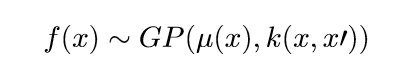 f(x) ∼ GP(μ(x), k(x, x′))